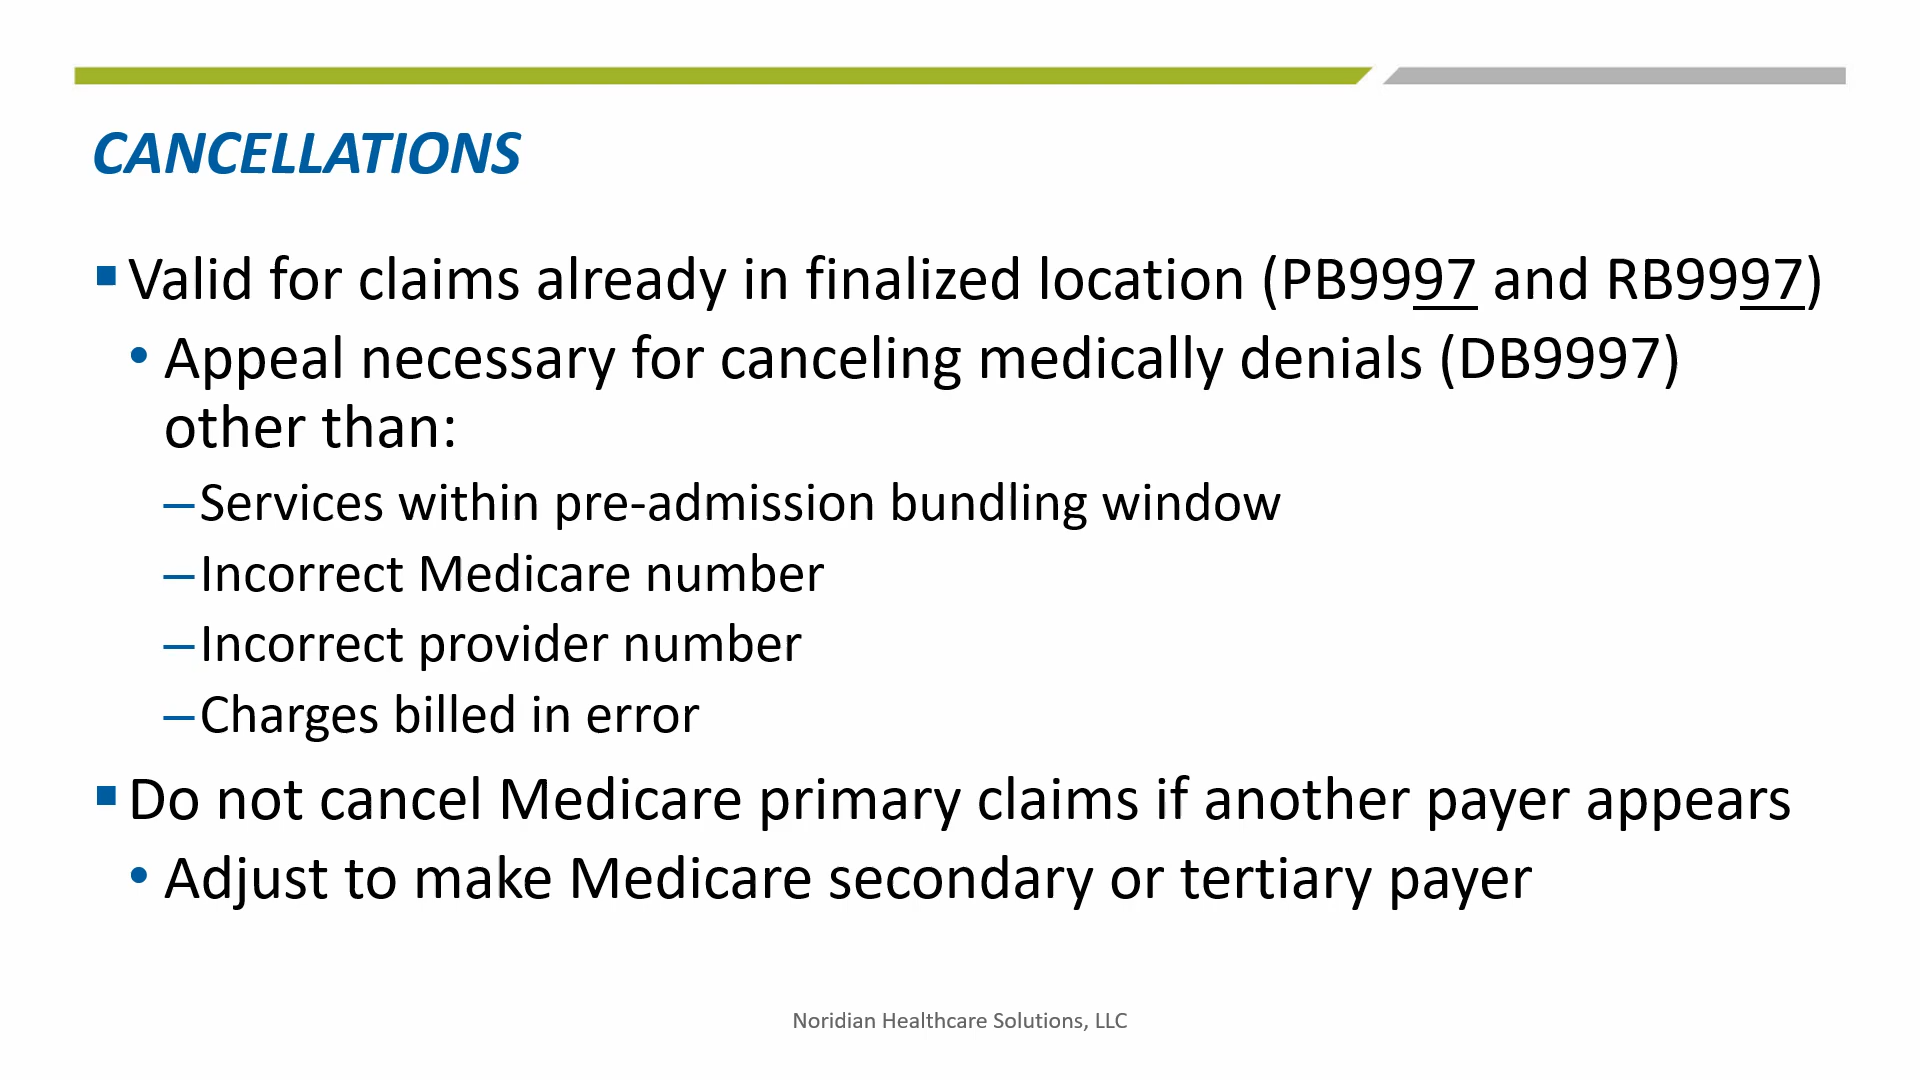 CANCELLATIONS
▪Valid for claims already in finalized location (PB9997 and RB9997)
•Appeal necessary for canceling medically denials (DB9997)
other than:
–Services within pre-admission bundling window
–Incorrect Medicare number
–Incorrect provider number
–Charges billed in error
▪Do not cancel Medicare primary claims if another payer appears
•Adjust to make Medicare secondary or tertiary payer
Noridian Healthcare Solutions, LLC